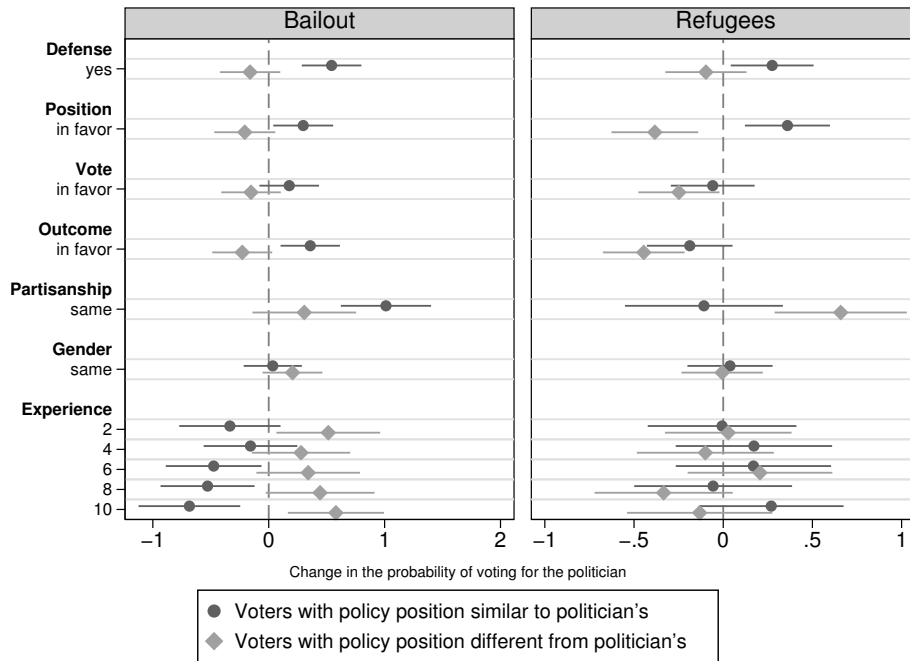 Bailout
Refugees
Defense
yes
Position
in favor
Vote
in favor
Outcome
in favor
Partisanship
same
Gender
same
Experience
2
4
6
8
10
−1 0 1 2
−1 −.5 0 .5 1
Change in the probability of voting for the politician
Voters with policy position similar to politician's
Voters with policy position different from politician's